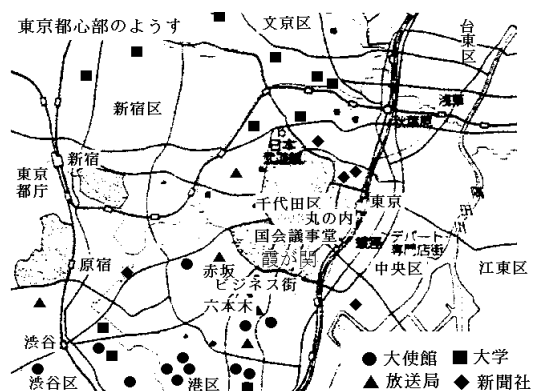 東京都心部のようす
文京区
台東区
新宿区
浅草
秋葉原
日本
武道館
新宿
東京
都庁
千代田区
東京
丸の内
国会議事堂
銀座
デパート
専門店街
原宿
赤坂
霞が関
中央区
江東区
ビジネス街
六本木
渋谷
渋谷区
港区
●大使館 ■大学
▲放送局 ◆新聞社